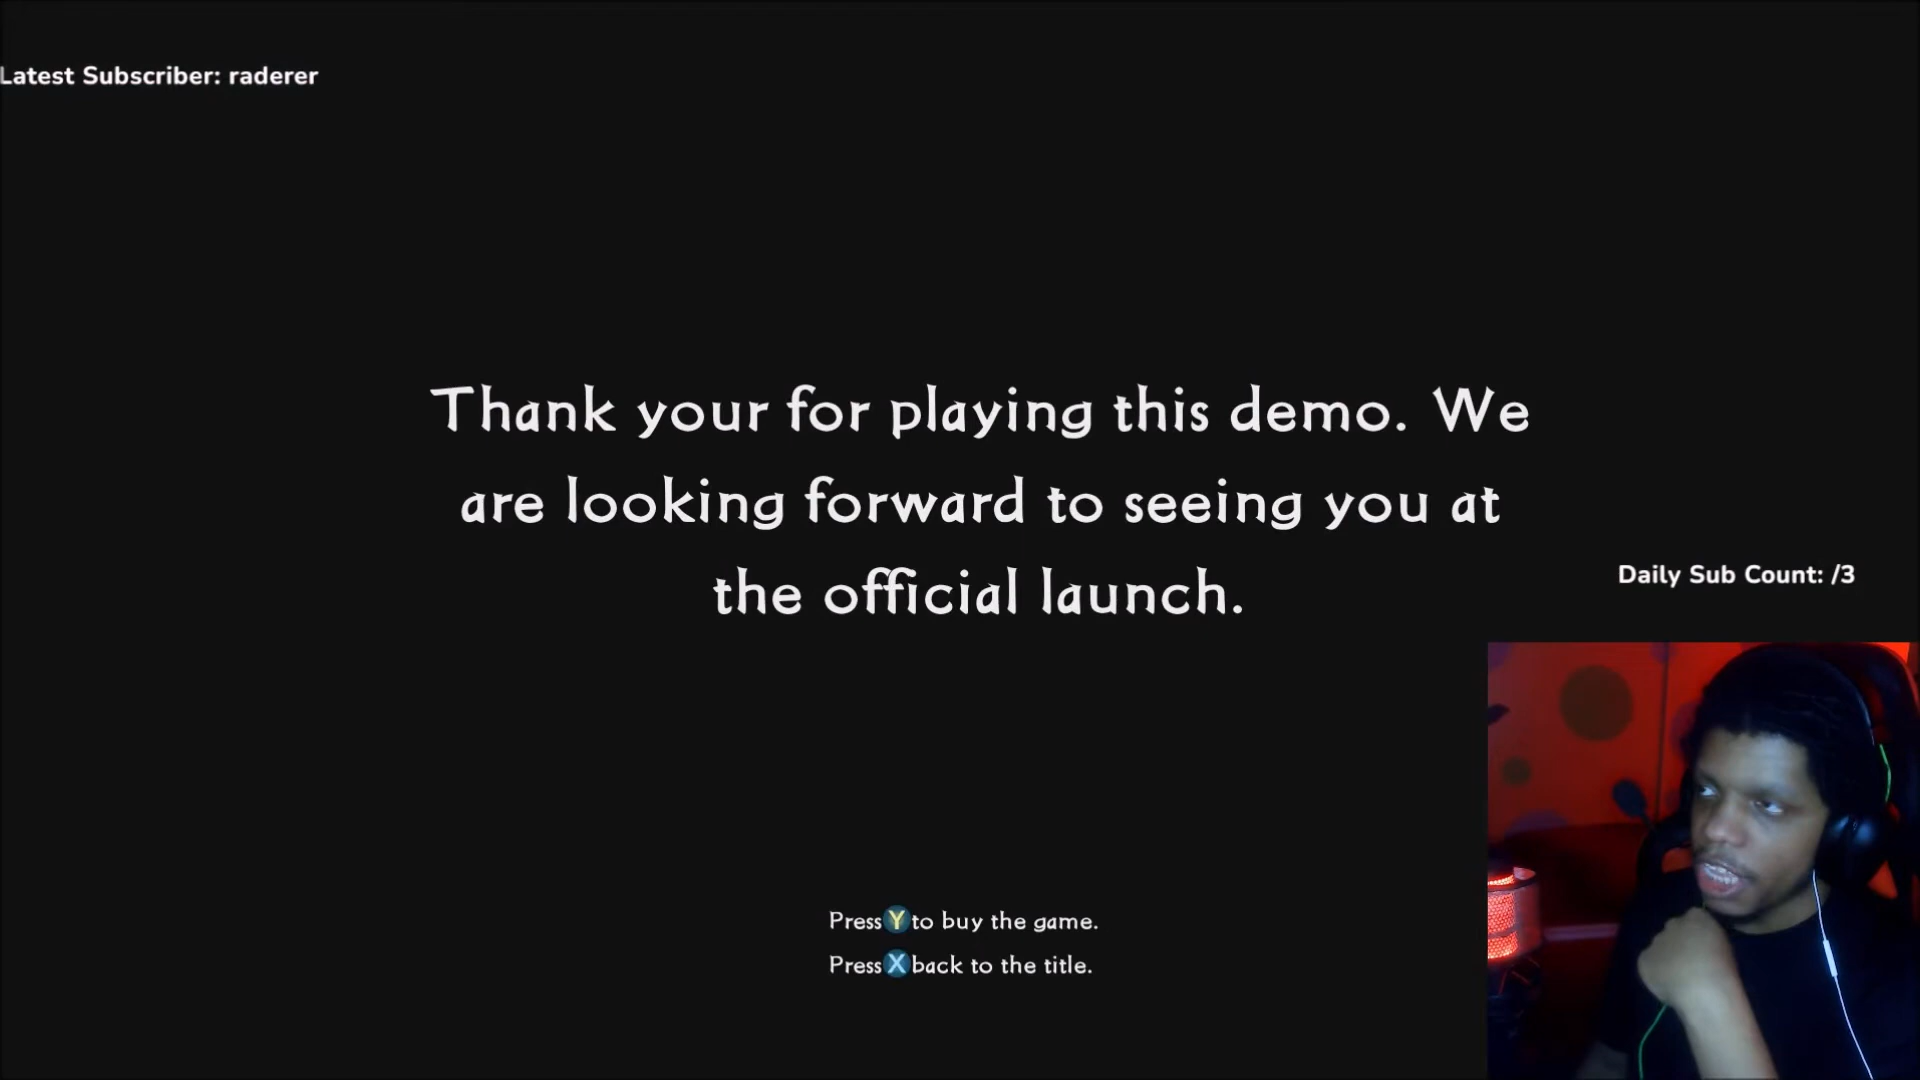 Latest Subscriber: raderer
Thank your for playing this demo. We
are looking forward to seeing you at
the official launch.
Daily Sub Count: /3
Press Y to buy the game.
Press X back to the title.